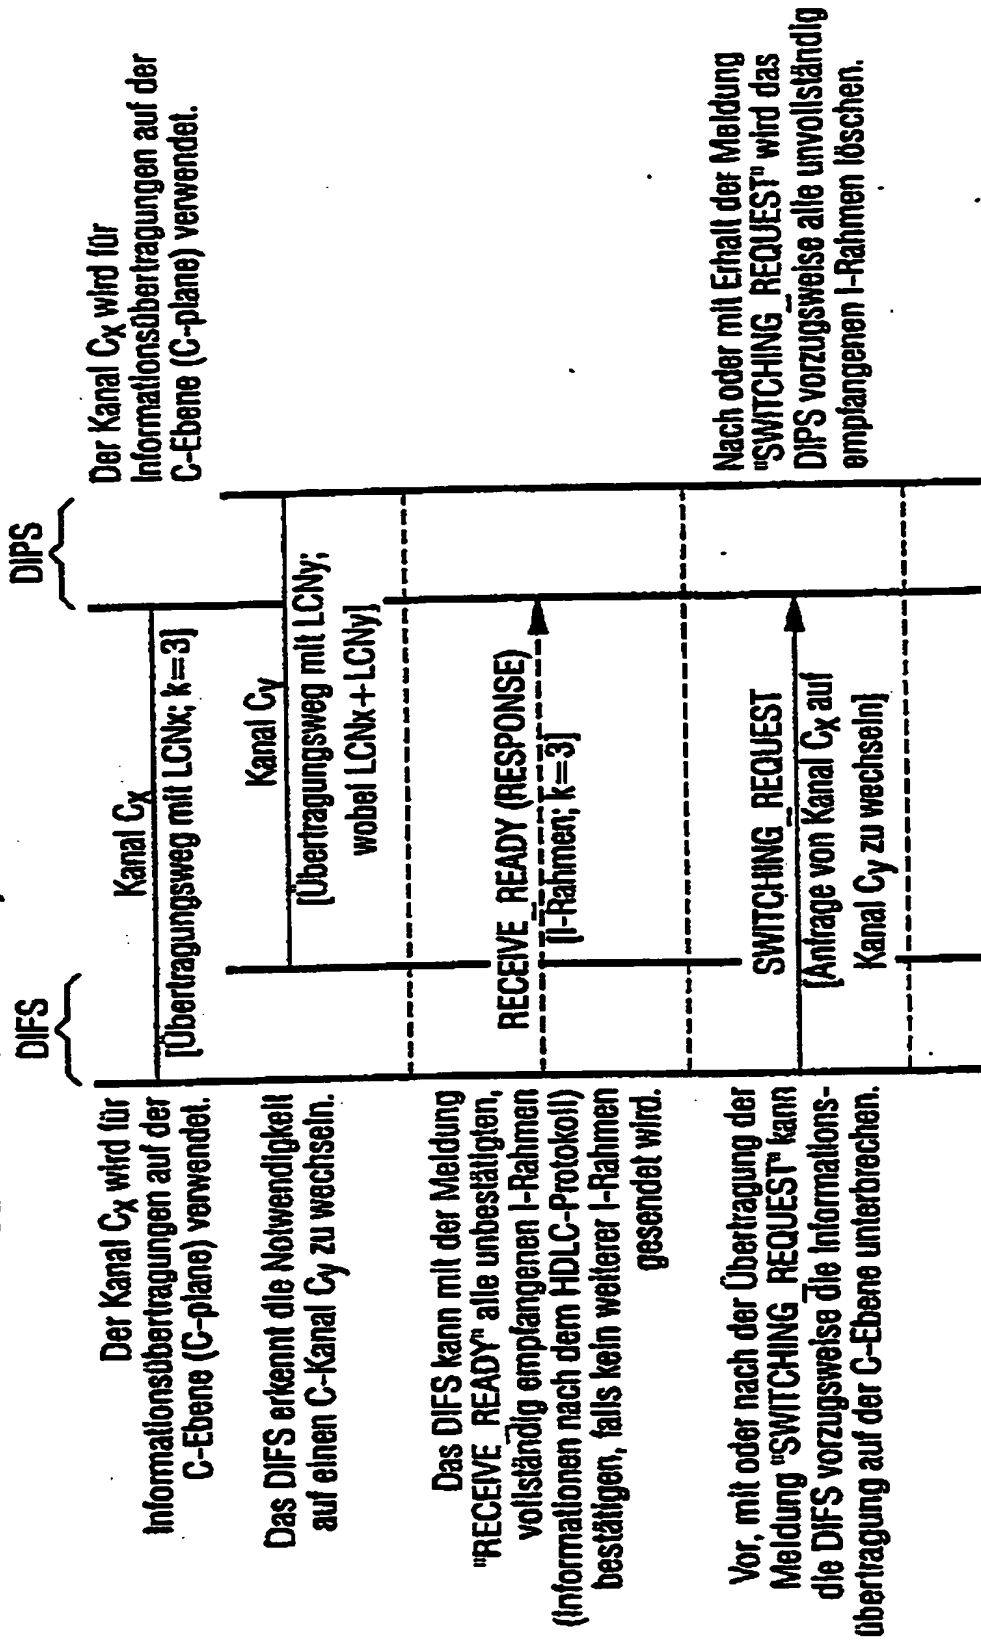 DIFS
DIPS
Der Kanal Cx wird für
Informationsübertragungen auf der
C-Ebene (C-plane) verwendet.
Kanal Cx
[Übertragungsweg mit LCNx; k=3]
Der Kanal Cx wird für
Informationsübertragungen auf der
C-Ebene (C-plane) verwendet.
Das DIFS erkennt die Notwendigkeit
auf einen C-Kanal Cy zu wechseln.
Kanal Cy
[Übertragungsweg mit LCNy;
wobei LCNx+LCNy]
Das DIFS kann mit der Meldung
"RECEIVE_READY" alle unbestätigten,
vollständig empfangenen I-Rahmen
(Informationen nach dem HDLC-Protokoll)
bestätigen, falls kein weiterer I-Rahmen
gesendet wird.
RECEIVE_READY (RESPONSE)
[I-Rahmen; k=3]
Vor, mit oder nach der Übertragung der
Meldung "SWITCHING_REQUEST" kann
die DIFS vorzugsweise die Informations-
übertragung auf der C-Ebene unterbrechen.
SWITCHING_REQUEST
[Anfrage von Kanal Cx auf
Kanal Cy zu wechseln]
Nach oder mit Erhalt der Meldung
"SWITCHING_REQUEST" wird das
DIPS vorzugsweise alle unvollständig
empfangenen I-Rahmen löschen.